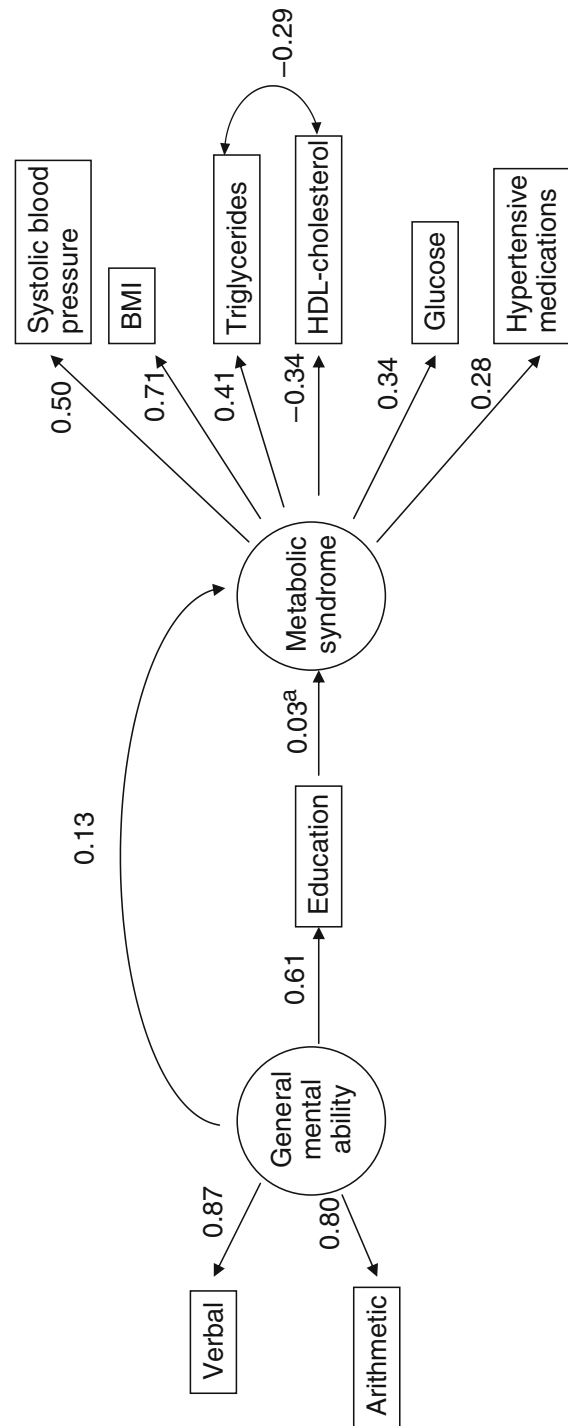 Verbal
Arithmetic
0.87
0.80
General
mental
ability
0.61
Education
0.13
0.03ᵃ
Metabolic
syndrome
0.50
0.71
0.41
–0.34
0.34
0.28
Systolic blood
pressure
BMI
Triglycerides
HDL-cholesterol
Glucose
Hypertensive
medications
–0.29